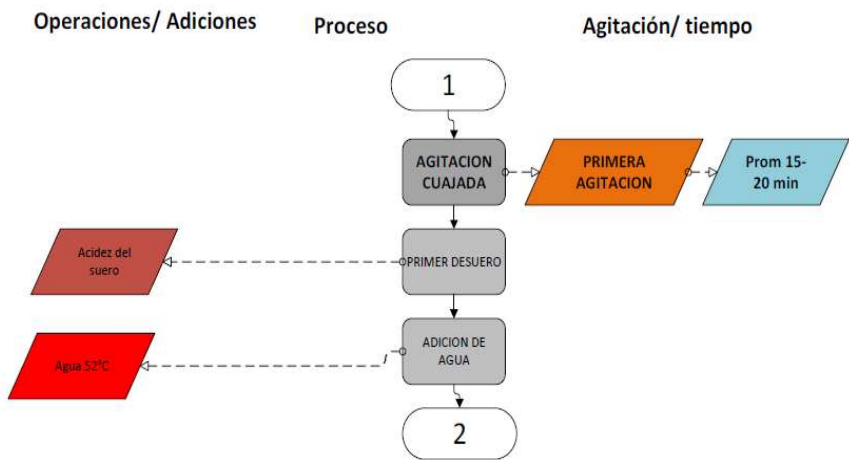 Operaciones/ Adiciones
Proceso
Agitación/ tiempo
1
AGITACION
CUAJADA
PRIMERA
AGITACION
Prom 15-
20 min
Acidez del
suero
PRIMER DESUERO
Agua 52°C
ADICION DE
AGUA
2